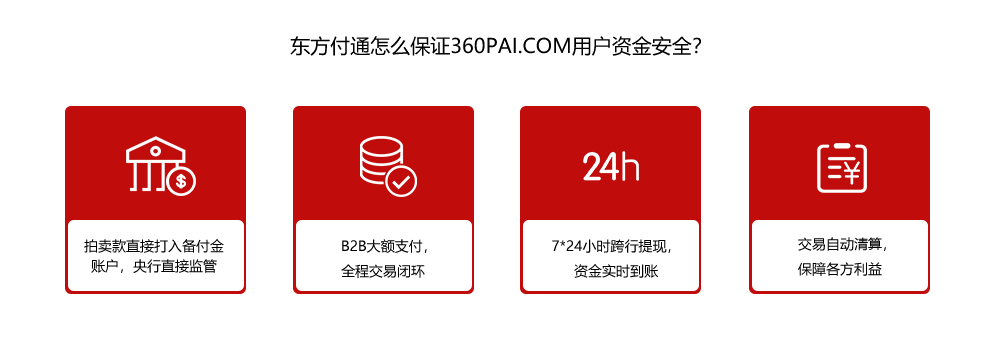 东方付通怎么保证360PAI.COM用户资金安全?
$
24h
¥
拍卖款直接打入备付金
账户，央行直接监管
B2B大额支付，
全程交易闭环
7*24小时跨行提现，
资金实时到账
交易自动清算，
保障各方利益